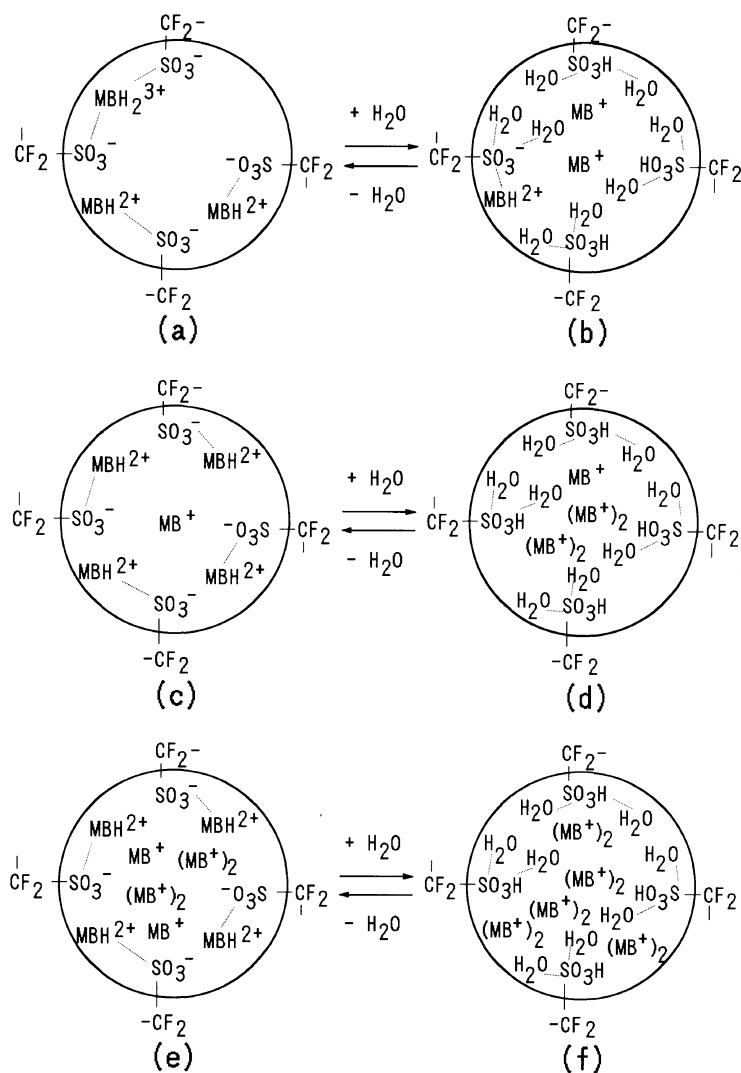 CF₂– CF₂–
SO₃⁻ H₂O SO₃H H₂O
MBH₂³⁺ MB⁺
+ H₂O H₂O H₂O H₂O
–CF₂ SO₃⁻ ⁻O₃S CF₂– – H₂O –CF₂ SO₃⁻ MB⁺ HO₃S CF₂–
MBH²⁺ MBH²⁺ MBH²⁺ H₂O H₂O
SO₃⁻ H₂O SO₃H
–CF₂ –CF₂
(a) (b)
CF₂– CF₂–
SO₃⁻ H₂O SO₃H H₂O
MBH²⁺ MBH²⁺ H₂O MB⁺
+ H₂O H₂O H₂O
–CF₂ SO₃⁻ MB⁺ ⁻O₃S CF₂– – H₂O –CF₂ SO₃H (MB⁺)₂ HO₃S CF₂–
MBH²⁺ MBH²⁺ (MB⁺)₂ H₂O H₂O
SO₃⁻ H₂O SO₃H
–CF₂ –CF₂
(c) (d)
CF₂– CF₂–
SO₃⁻ H₂O SO₃H H₂O
MBH²⁺ MBH²⁺ H₂O (MB⁺)₂
MB⁺ (MB⁺)₂ + H₂O H₂O H₂O
–CF₂ SO₃⁻ (MB⁺)₂ ⁻O₃S CF₂– – H₂O –CF₂ SO₃H (MB⁺)₂ HO₃S CF₂–
MBH²⁺ MB⁺ MBH²⁺ (MB⁺)₂ (MB⁺)₂ H₂O H₂O (MB⁺)₂
SO₃⁻ H₂O SO₃H
–CF₂ –CF₂
(e) (f)